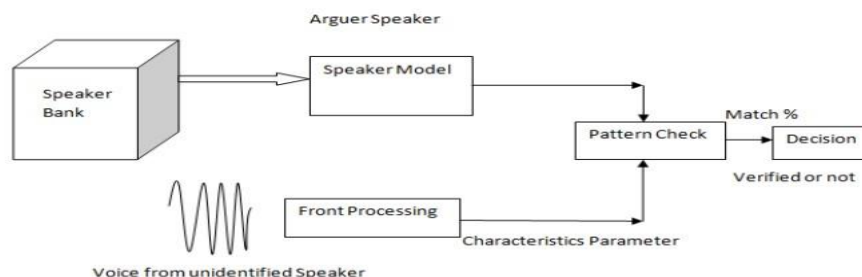 Arguer Speaker
Speaker
Bank
Speaker Model
Pattern Check
Match %
Decision
Verified or not
Front Processing
Characteristics Parameter
Voice from unidentified Speaker